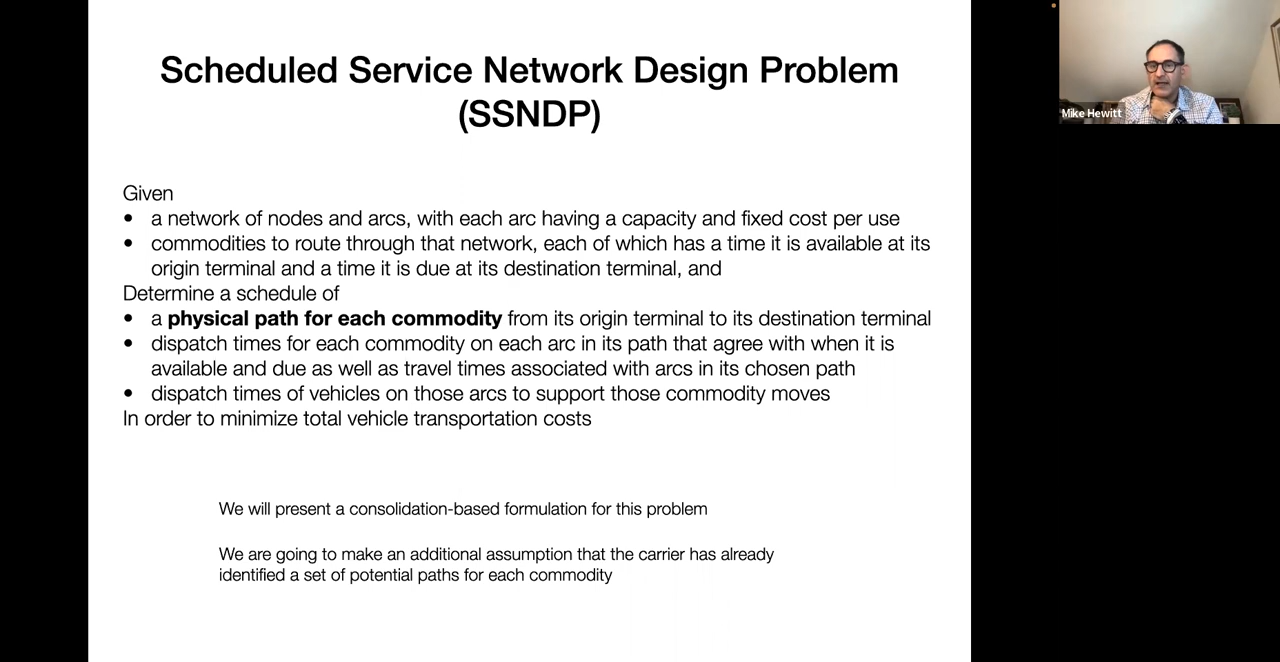 Scheduled Service Network Design Problem
(SSNDP)
Mike Hewitt
Given
• a network of nodes and arcs, with each arc having a capacity and fixed cost per use
• commodities to route through that network, each of which has a time it is available at its
origin terminal and a time it is due at its destination terminal, and
Determine a schedule of
• a physical path for each commodity from its origin terminal to its destination terminal
• dispatch times for each commodity on each arc in its path that agree with when it is
available and due as well as travel times associated with arcs in its chosen path
• dispatch times of vehicles on those arcs to support those commodity moves
In order to minimize total vehicle transportation costs
We will present a consolidation-based formulation for this problem
We are going to make an additional assumption that the carrier has already
identified a set of potential paths for each commodity